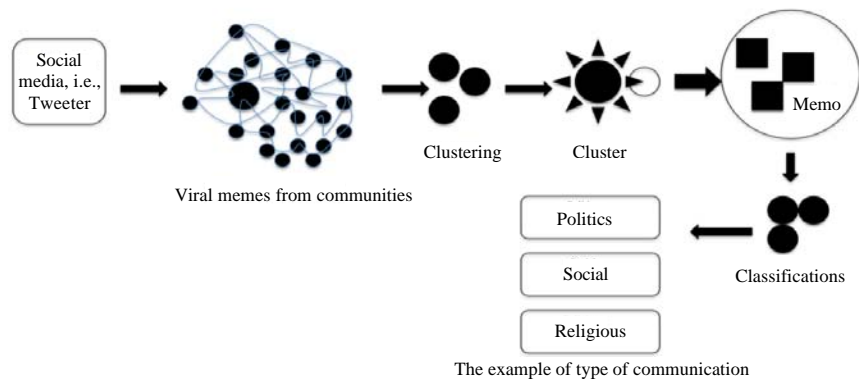 Social
media, i.e.,
Tweeter
Viral memes from communities
Clustering
Cluster
Memo
Classifications
Politics
Social
Religious
The example of type of communication